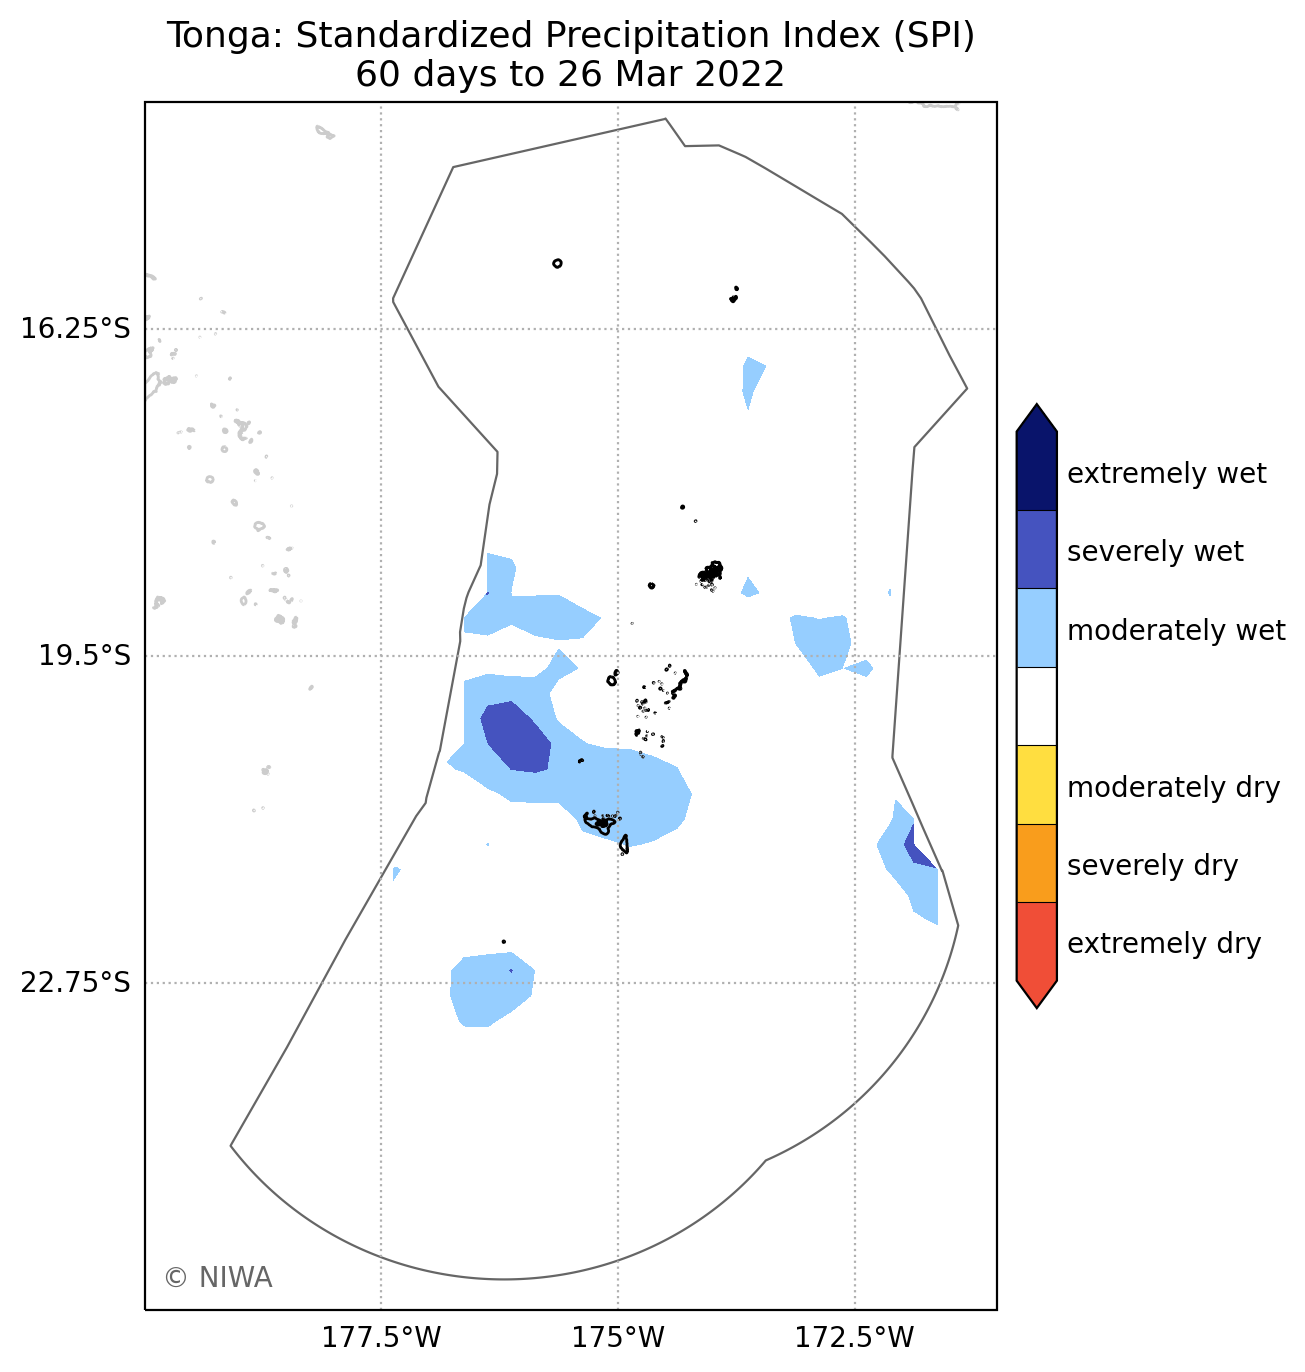 Tonga: Standardized Precipitation Index (SPI)
60 days to 26 Mar 2022
16.25°S
19.5°S
22.75°S
177.5°W
175°W
172.5°W
extremely wet
severely wet
moderately wet
moderately dry
severely dry
extremely dry
© NIWA